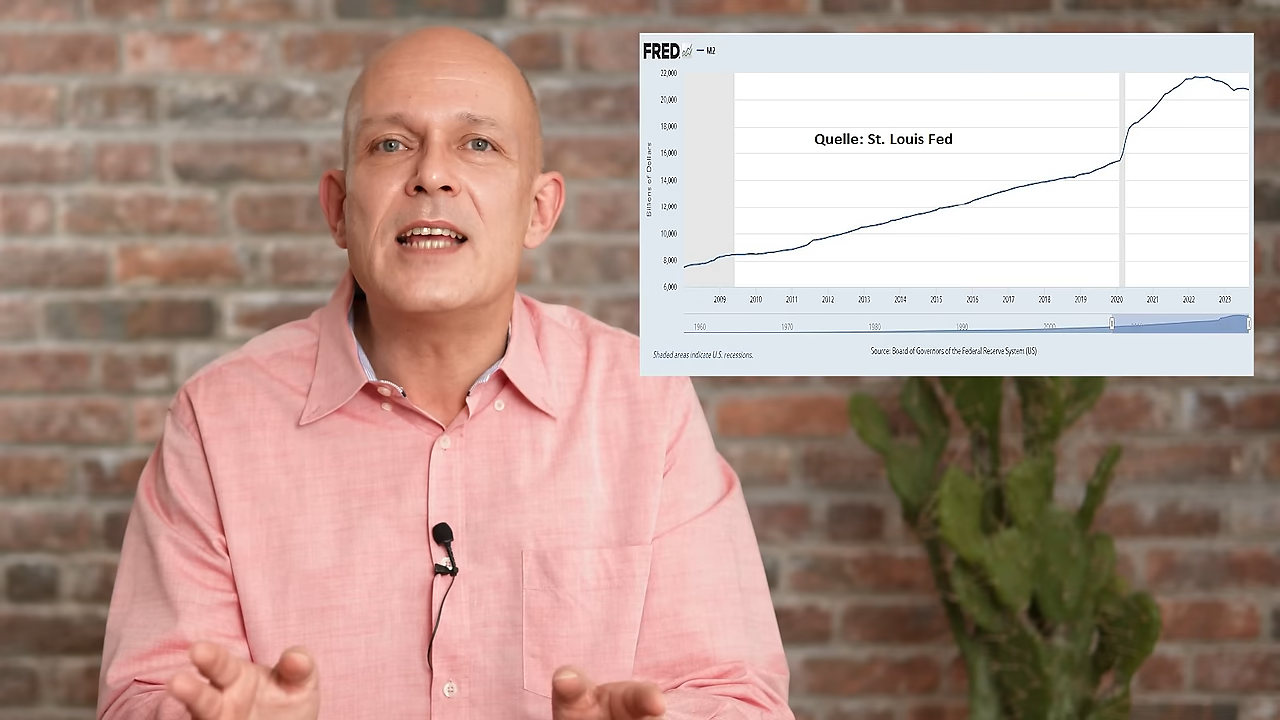 FRED — M2
22,000
20,000
18,000
16,000
14,000
12,000
10,000
8,000
6,000
Billions of Dollars
Quelle: St. Louis Fed
2009 2010 2011 2012 2013 2014 2015 2016 2017 2018 2019 2020 2021 2022 2023
1960 1970 1980 1990 2000
Shaded areas indicate U.S. recessions.
Source: Board of Governors of the Federal Reserve System (US)